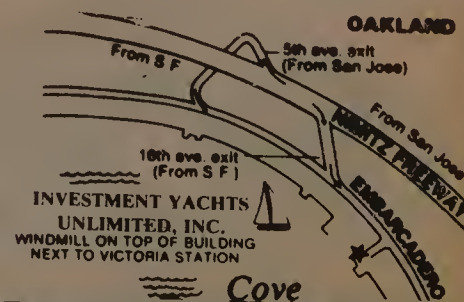 OAKLAND
From S F
5th ave. exit
(From San Jose)
From San Jose
NIMITZ FREEWAY
16th ave. exit
(From S F)
EMBARCADERO
INVESTMENT YACHTS
UNLIMITED, INC.
WINDMILL ON TOP OF BUILDING
NEXT TO VICTORIA STATION
Cove